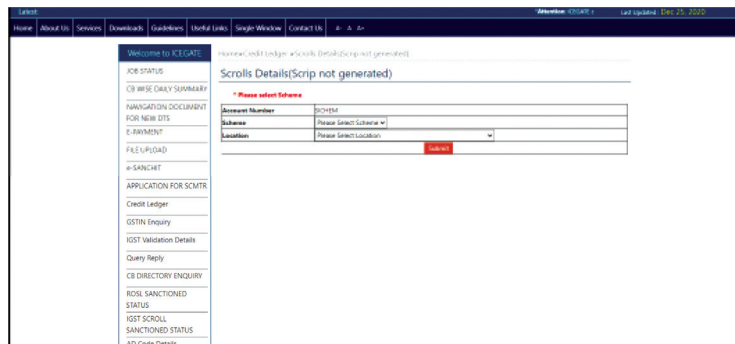 Latest:
*Attention ICEGATE
Last Updated : Dec 25, 2020
Home About Us Services Downloads Guidelines Useful Links Single Window Contact Us A- A A+
Welcome to ICEGATE
JOB STATUS
CB WISE DAILY SUMMARY
NAVIGATION DOCUMENT
FOR NEW DTS
E-PAYMENT
FILE UPLOAD
e-SANCHIT
APPLICATION FOR SCMTR
Credit Ledger
GSTIN Enquiry
IGST Validation Details
Query Reply
CB DIRECTORY ENQUIRY
ROSL SANCTIONED
STATUS
IGST SCROLL
SANCTIONED STATUS
AD Code Details
Home»Credit Ledger »Scrolls Details(Scrip not generated)
Scrolls Details(Scrip not generated)
* Please select Scheme
Account Number SICHEM
Scheme Please Select Scheme
Location Please Select Location
Submit